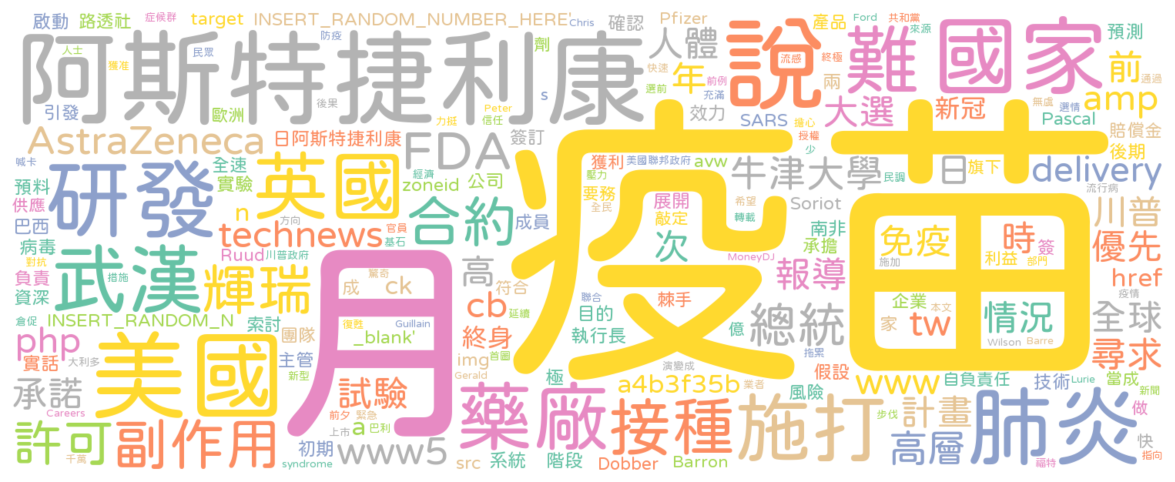 啟動 路透社 症候群 target INSERT_RANDOM_NUMBER_HERE' Chris 確認 Pfizer 產品 Ford 共和黨 預測
人士 獲准 防疫 民眾 劑 人體 來源
阿斯特捷利康 說 難 國家 前
引發 歐洲 後果 力挺 Peter 信任 s 效力 年 快速 前例 選前 充滿 流感 兩 終極 大選 新冠 無虞 選情 通過 amp
AstraZeneca 日阿斯特捷利康 簽訂 SARS 擔心 授權 少 Pascal 賠償金 後期
喊卡 全速 FDA 獲利 美國聯邦政府 avw 牛津大學 民調 日 旗下 delivery
預料 研發 實驗 英國 經濟 zoneid 公司 壓力 要務 全民 展開 希望 Soriot 流行病
供應 n 合約 成員 敲定 轉載 南非 川普
巴西 方向 官員 technews 基石 疫苗 次 承擔 免疫 時 簽 優先
病毒 Ruud 川普政府 高 MoneyDJ 報導 施加 利益 部門
對抗 武漢 措施 輝瑞 月 驚奇 成 ck 符合 棘手 href
負責 資深 cb 聯合 目的 企業 本文 疫情
倉促 INSERT_RANDOM_N 索討 復甦 Guillain 延續 億 總統 家 tw 情況 全球
php 團隊 _blank' 終身 執行長 Wilson Barre
實話 大利多 美國 主管 img 首圖 拖累 尋求
承諾 新型 試驗 Gerald 極 演變成 假設 www 自負責任 技術 Lurie 當成 新聞
Careers 前夕 緊急 a4b3f35b 業者 風險 做
許可 副作用 上市 a 巴利 藥廠 接種 施打 步伐 計畫 肺炎
千萬 初期 www5 src 系統 階段 Dobber Barron 高層 快
syndrome 福特 指向